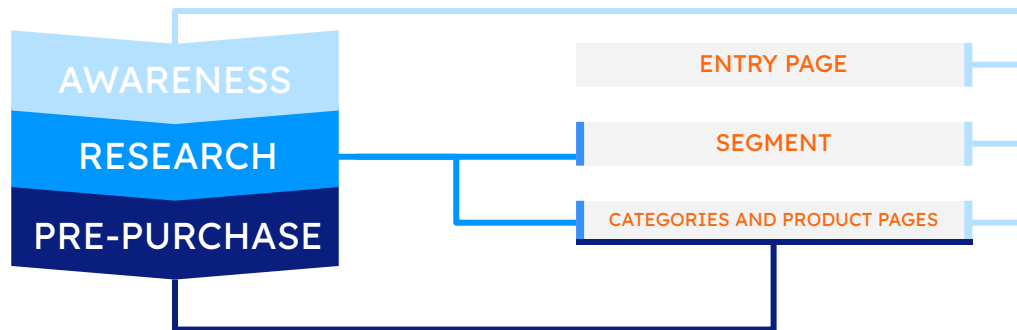 AWARENESS
RESEARCH
PRE-PURCHASE
ENTRY PAGE
SEGMENT
CATEGORIES AND PRODUCT PAGES